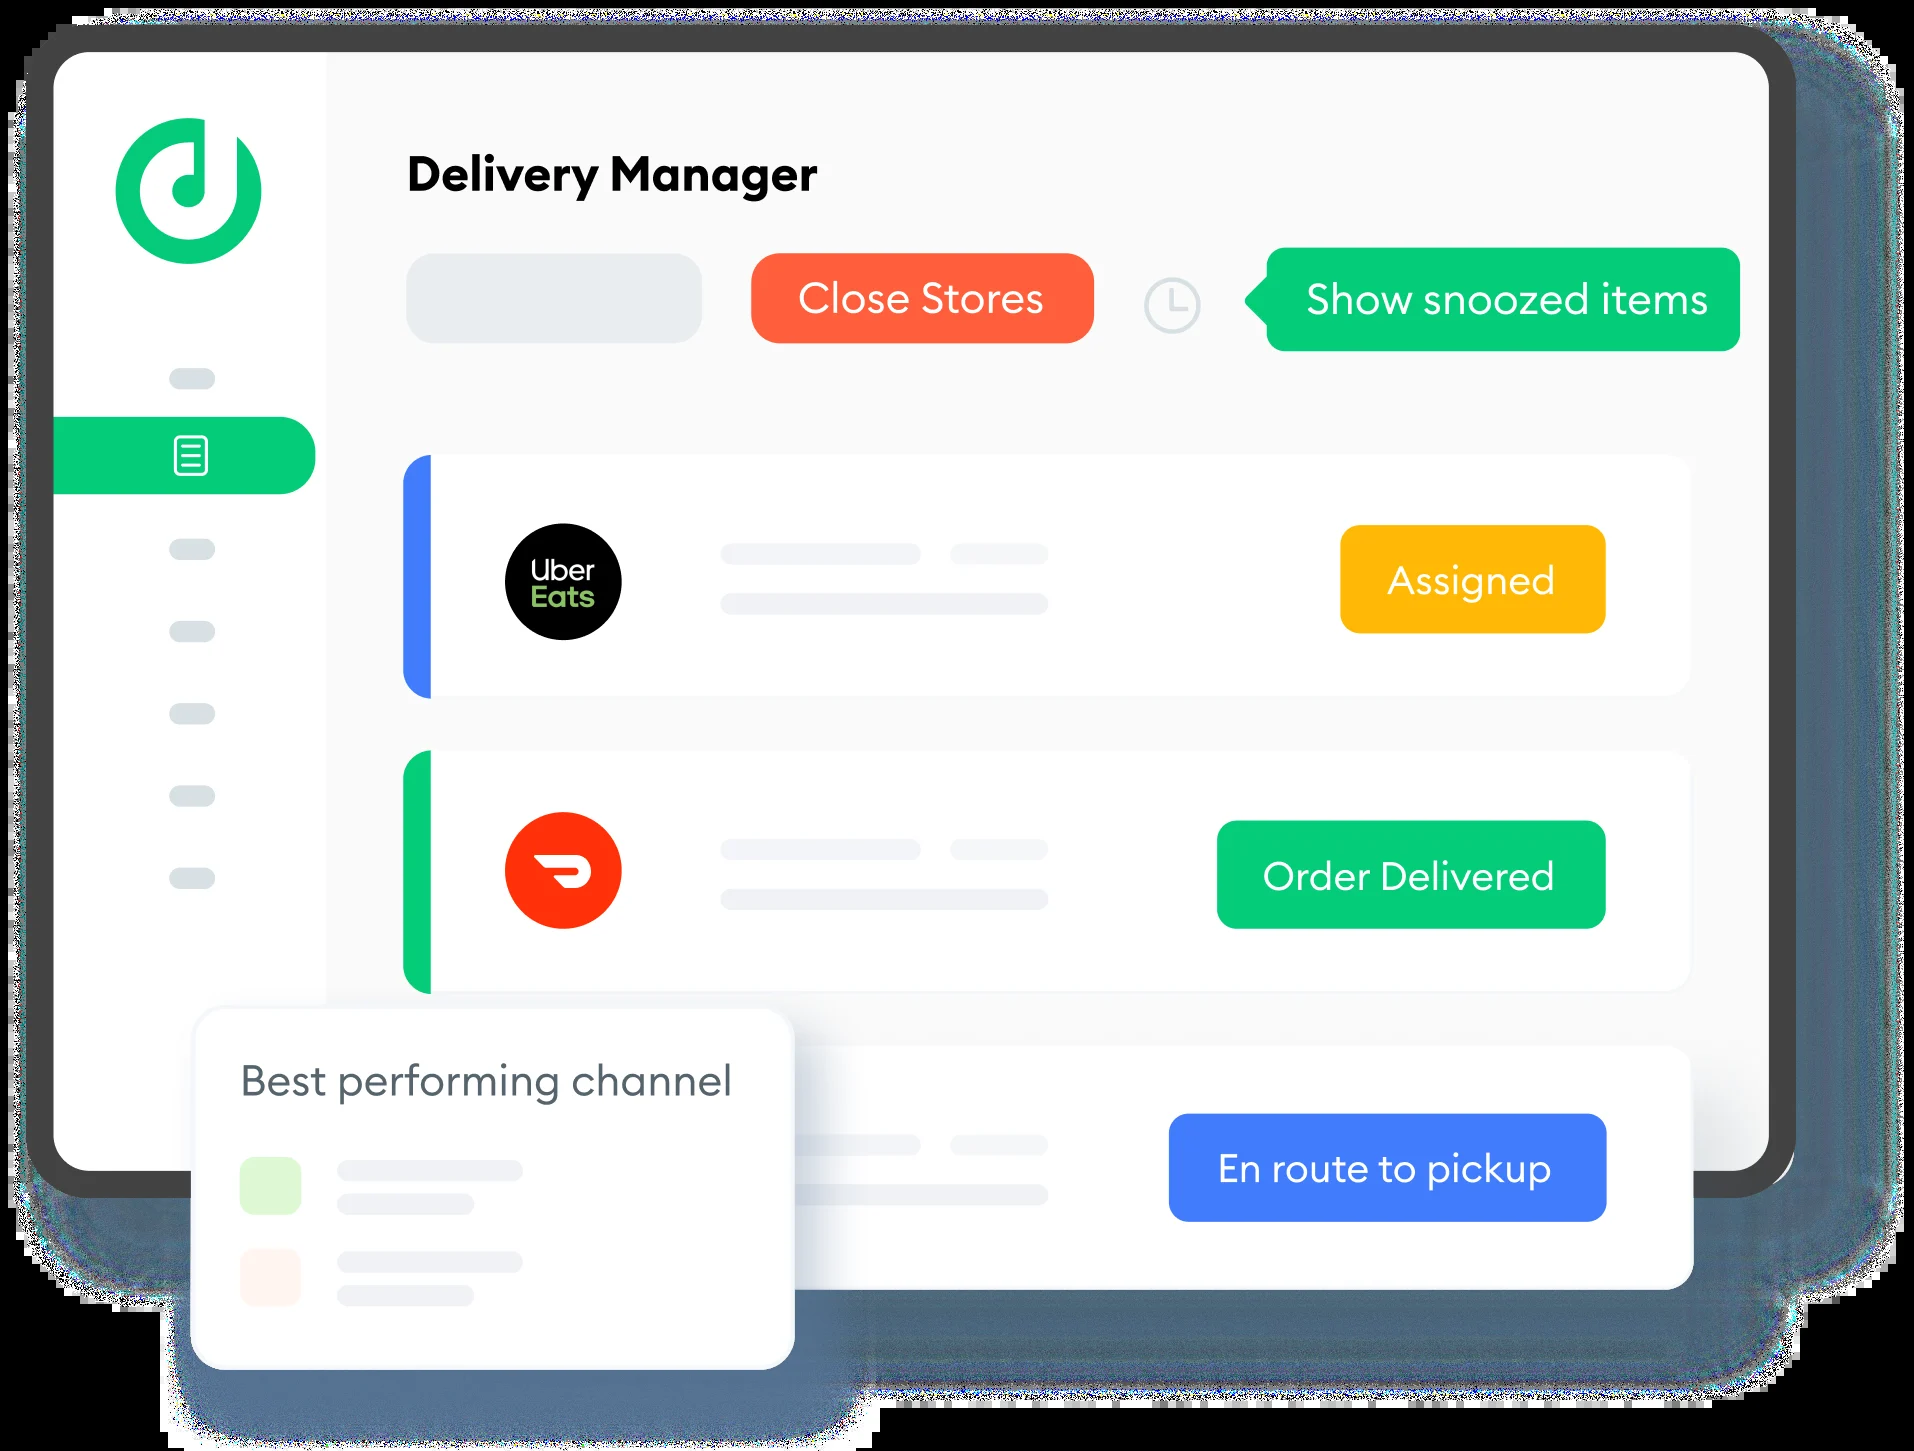 Delivery Manager
Close Stores
Show snoozed items
Uber
Eats
Assigned
Order Delivered
Best performing channel
En route to pickup